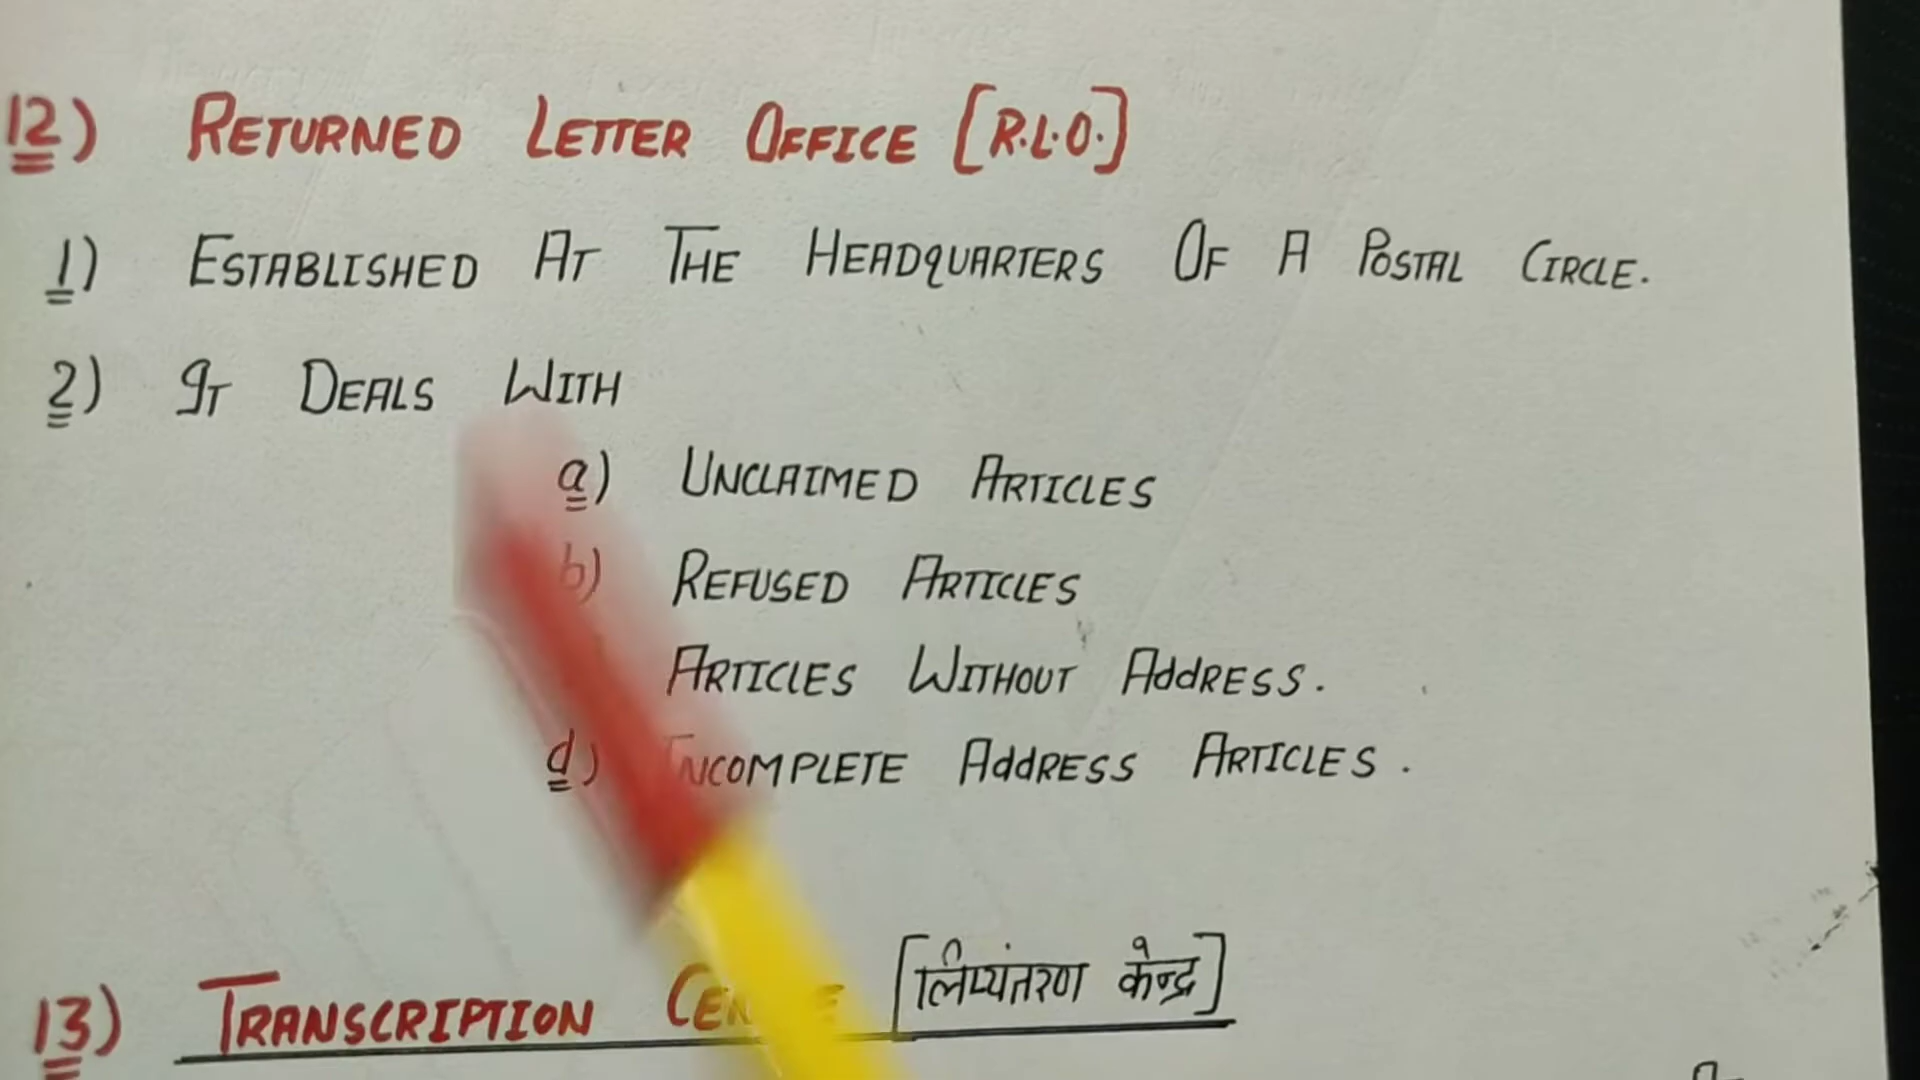 12) RETURNED LETTER OFFICE [R.L.O.]
1) ESTABLISHED AT THE HEADQUARTERS OF A POSTAL CIRCLE.
2) IT DEALS WITH
a) UNCLAIMED ARTICLES
b) REFUSED ARTICLES
ARTICLES WITHOUT ADDRESS.
d) INCOMPLETE ADDRESS ARTICLES.
13) TRANSCRIPTION [लिप्यंतरण केन्द्र]